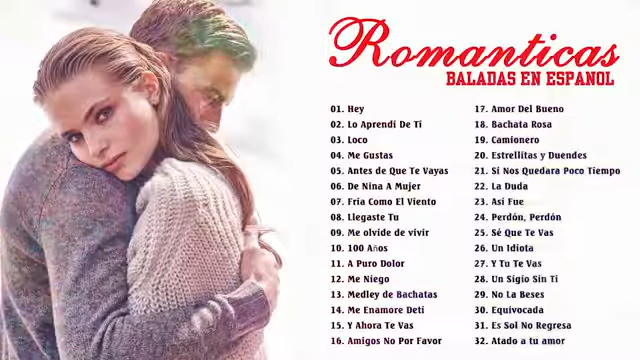 Romanticas
BALADAS EN ESPANOL
01. Hey
02. Lo Aprendí De Ti
03. Loco
04. Me Gustas
05. Antes de Que Te Vayas
06. De Nina A Mujer
07. Fría Como El Viento
08. Llegaste Tu
09. Me olvide de vivir
10. 100 Años
11. A Puro Dolor
12. Me Niego
13. Medley de Bachatas
14. Me Enamore Deti
15. Y Ahora Te Vas
16. Amigos No Por Favor
17. Amor Del Bueno
18. Bachata Rosa
19. Camionero
20. Estrellitas y Duendes
21. Si Nos Quedara Poco Tiempo
22. La Duda
23. Así Fue
24. Perdón, Perdón
25. Sé Que Te Vas
26. Un Idiota
27. Y Tu Te Vas
28. Un Sigio Sin Ti
29. No La Beses
30. Equivocada
31. Es Sol No Regresa
32. Atado a tu amor